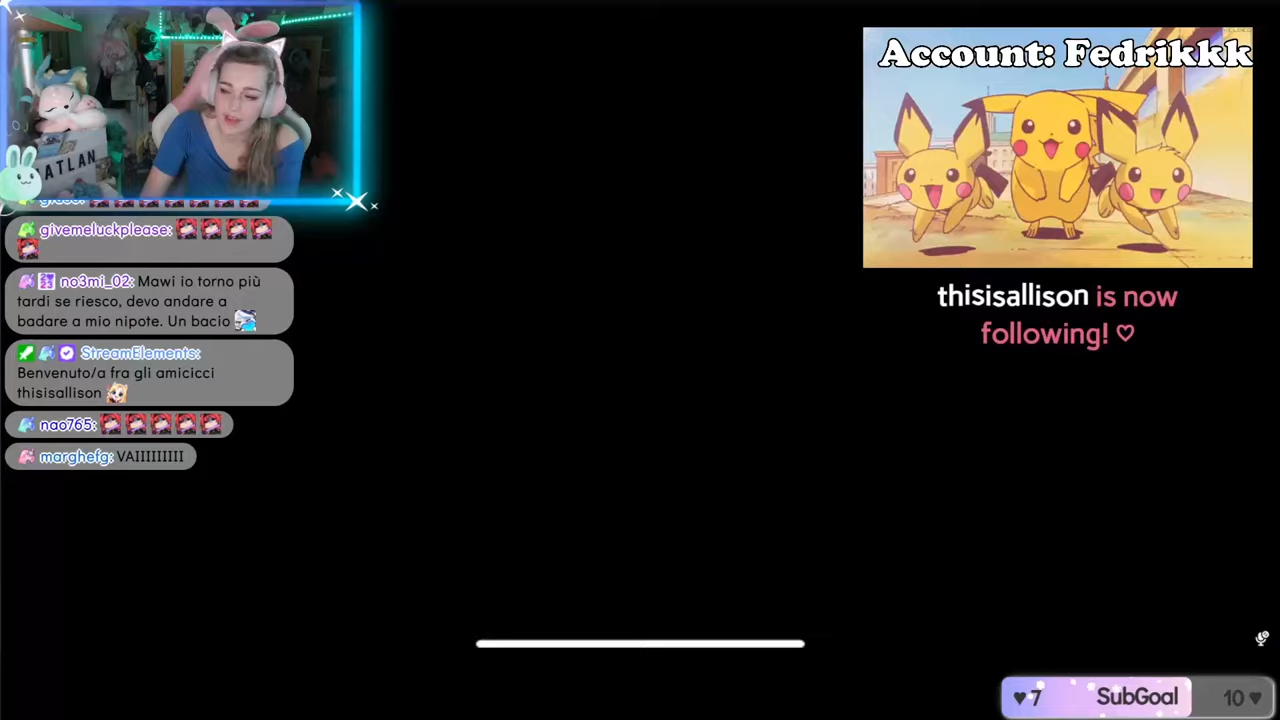 ATLAN
givemeluckplease:
no3mi_02: Mawi io torno più
tardi se riesco, devo andare a
badare a mio nipote. Un bacio
StreamElements:
Benvenuto/a fra gli amicicci
thisisallison
nao765:
marghefg: VAIIIIIIIII
Account: Fedrikkk
thisisallison is now
following! ♡
♥7 SubGoal 10♥